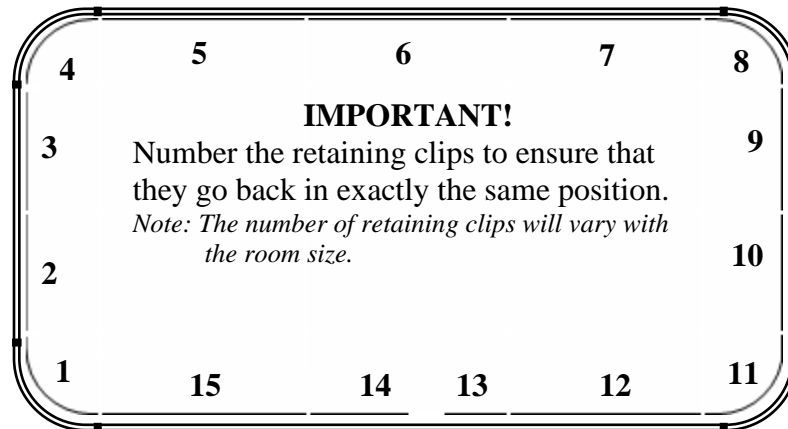 5 6 7
4 8
IMPORTANT!
3 9
Number the retaining clips to ensure that
they go back in exactly the same position.
Note: The number of retaining clips will vary with
the room size.
2 10
1 11
15 14 13 12